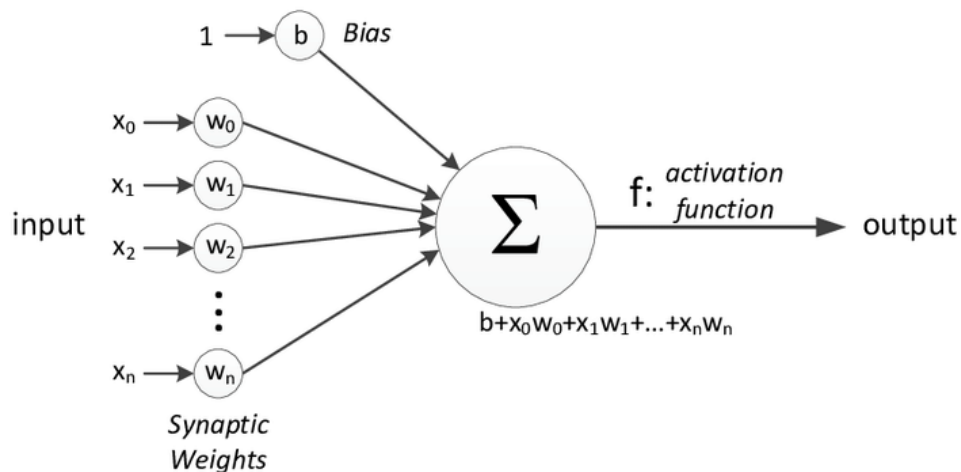 1
b
Bias
x₀
w₀
x₁
w₁
input
x₂
w₂
⋮
xₙ
wₙ
Synaptic
Weights
Σ
b+x₀w₀+x₁w₁+...+xₙwₙ
f:
activation
function
output